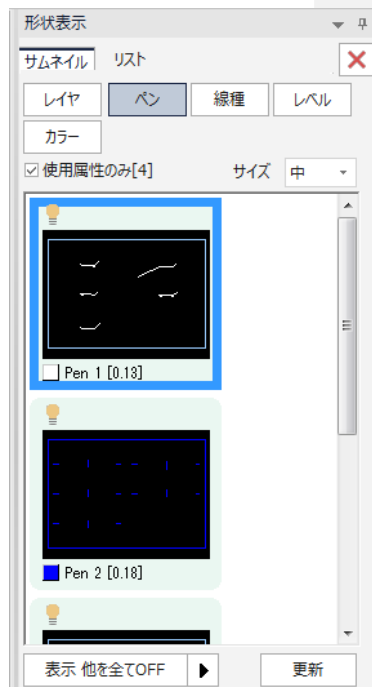 形状表示
サムネイル リスト
レイヤ ペン 線種 レベル
カラー
使用属性のみ[4] サイズ 中
Pen 1 [0.13]
Pen 2 [0.18]
表示 他を全てOFF 更新